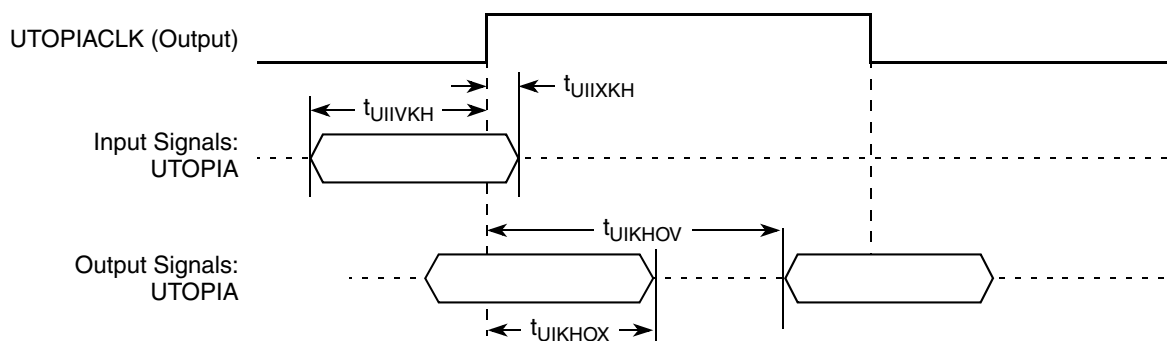 UTOPIACLK (Output)
tUIIXKH
tUIIVKH
Input Signals:
UTOPIA
tUIKHOV
Output Signals:
UTOPIA
tUIKHOX